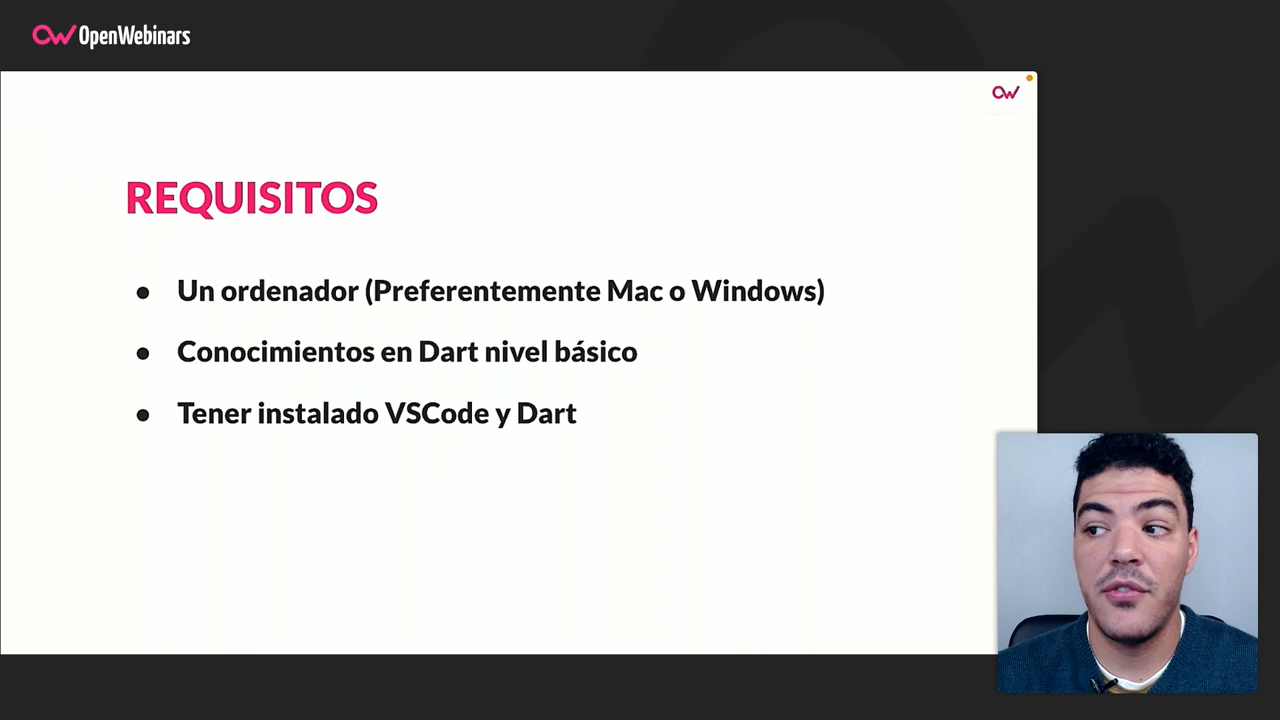 OpenWebinars
REQUISITOS
● Un ordenador (Preferentemente Mac o Windows)
● Conocimientos en Dart nivel básico
● Tener instalado VSCode y Dart